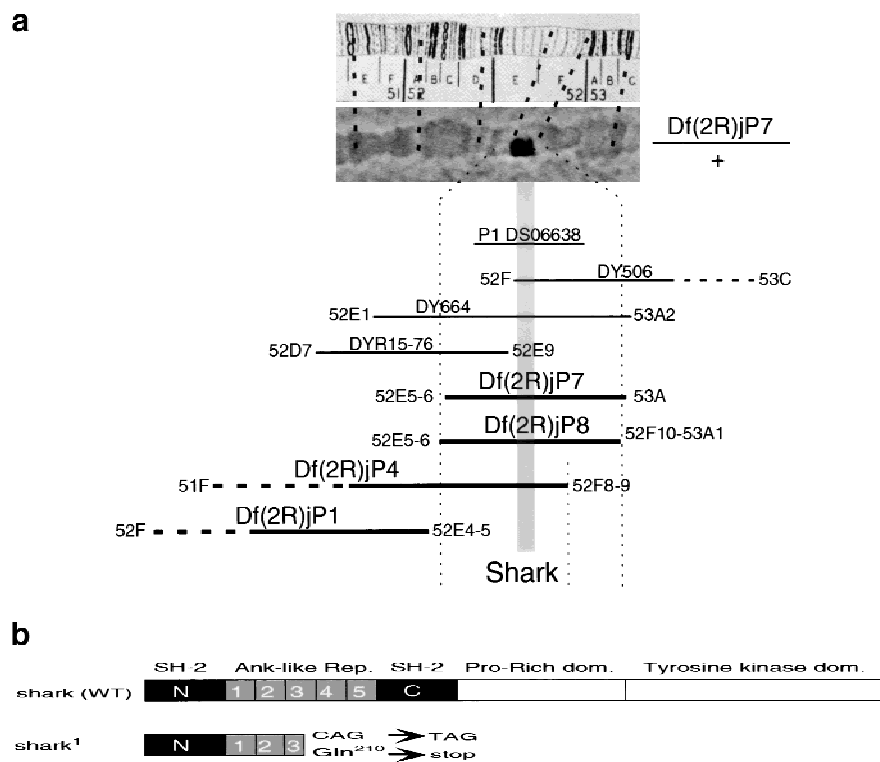 a
E F A B C D E F A B C
51 52 52 53
Df(2R)jP7
+
P1 DS06638
52F DY506 53C
52E1 DY664 53A2
52D7 DYR15-76 52E9
52E5-6 Df(2R)jP7 53A
52E5-6 Df(2R)jP8 52F10-53A1
51F Df(2R)jP4 52F8-9
52F Df(2R)jP1 52E4-5
Shark
b
SH-2 Ank-like Rep. SH-2 Pro-Rich dom. Tyrosine kinase dom.
shark (WT) N 1 2 3 4 5 C
shark¹ N 1 2 3 CAG TAG
Gln²¹⁰ stop